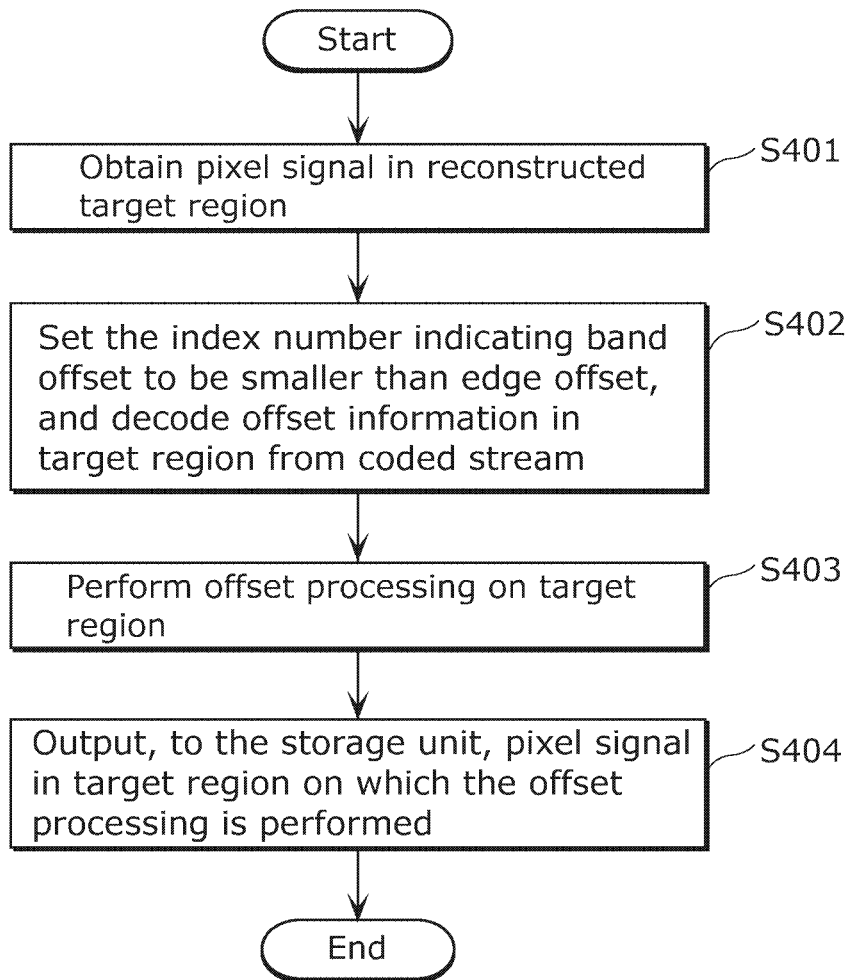 Start
Obtain pixel signal in reconstructed
target region
S401
Set the index number indicating band
offset to be smaller than edge offset,
and decode offset information in
target region from coded stream
S402
Perform offset processing on target
region
S403
Output, to the storage unit, pixel signal
in target region on which the offset
processing is performed
S404
End